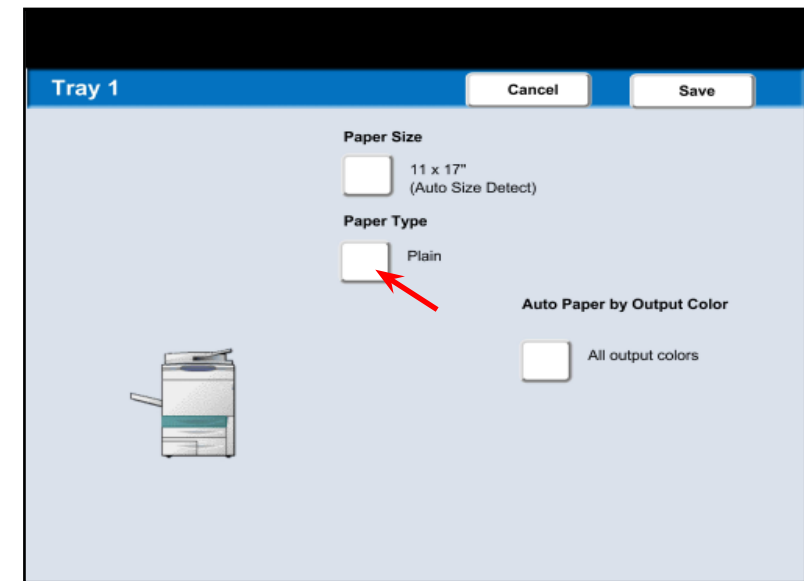 Tray 1
Cancel
Save
Paper Size
11 x 17"
(Auto Size Detect)
Paper Type
Plain
Auto Paper by Output Color
All output colors